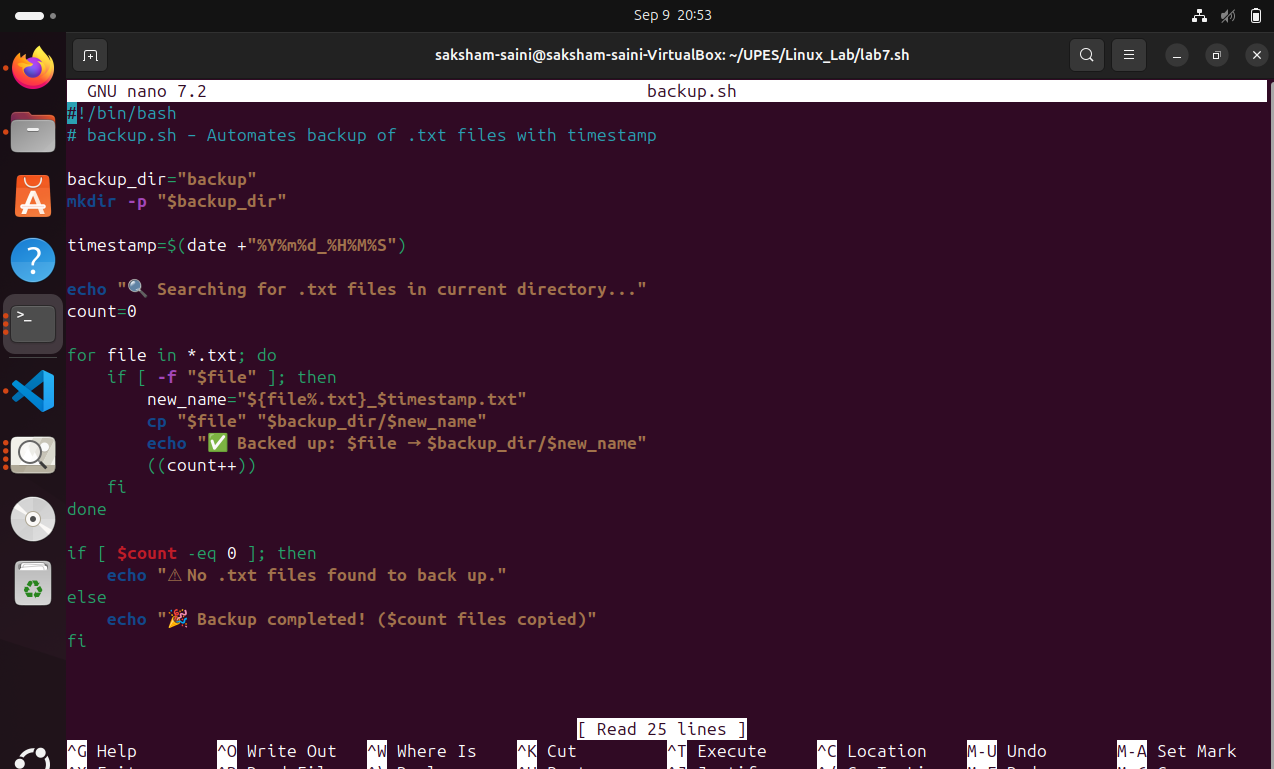 Sep 9 20:53
saksham-saini@saksham-saini-VirtualBox: ~/UPES/Linux_Lab/lab7.sh
GNU nano 7.2 backup.sh
#!/bin/bash
# backup.sh – Automates backup of .txt files with timestamp
backup_dir="backup"
mkdir -p "$backup_dir"
timestamp=$(date +"%Y%m%d_%H%M%S")
echo "🔍 Searching for .txt files in current directory..."
count=0
for file in *.txt; do
    if [ -f "$file" ]; then
        new_name="${file%.txt}_$timestamp.txt"
        cp "$file" "$backup_dir/$new_name"
        echo "✅ Backed up: $file → $backup_dir/$new_name"
        ((count++))
    fi
done
if [ $count -eq 0 ]; then
    echo "⚠ No .txt files found to back up."
else
    echo "🎉 Backup completed! ($count files copied)"
fi
[ Read 25 lines ]
^G Help ^O Write Out ^W Where Is ^K Cut ^T Execute ^C Location M-U Undo M-A Set Mark